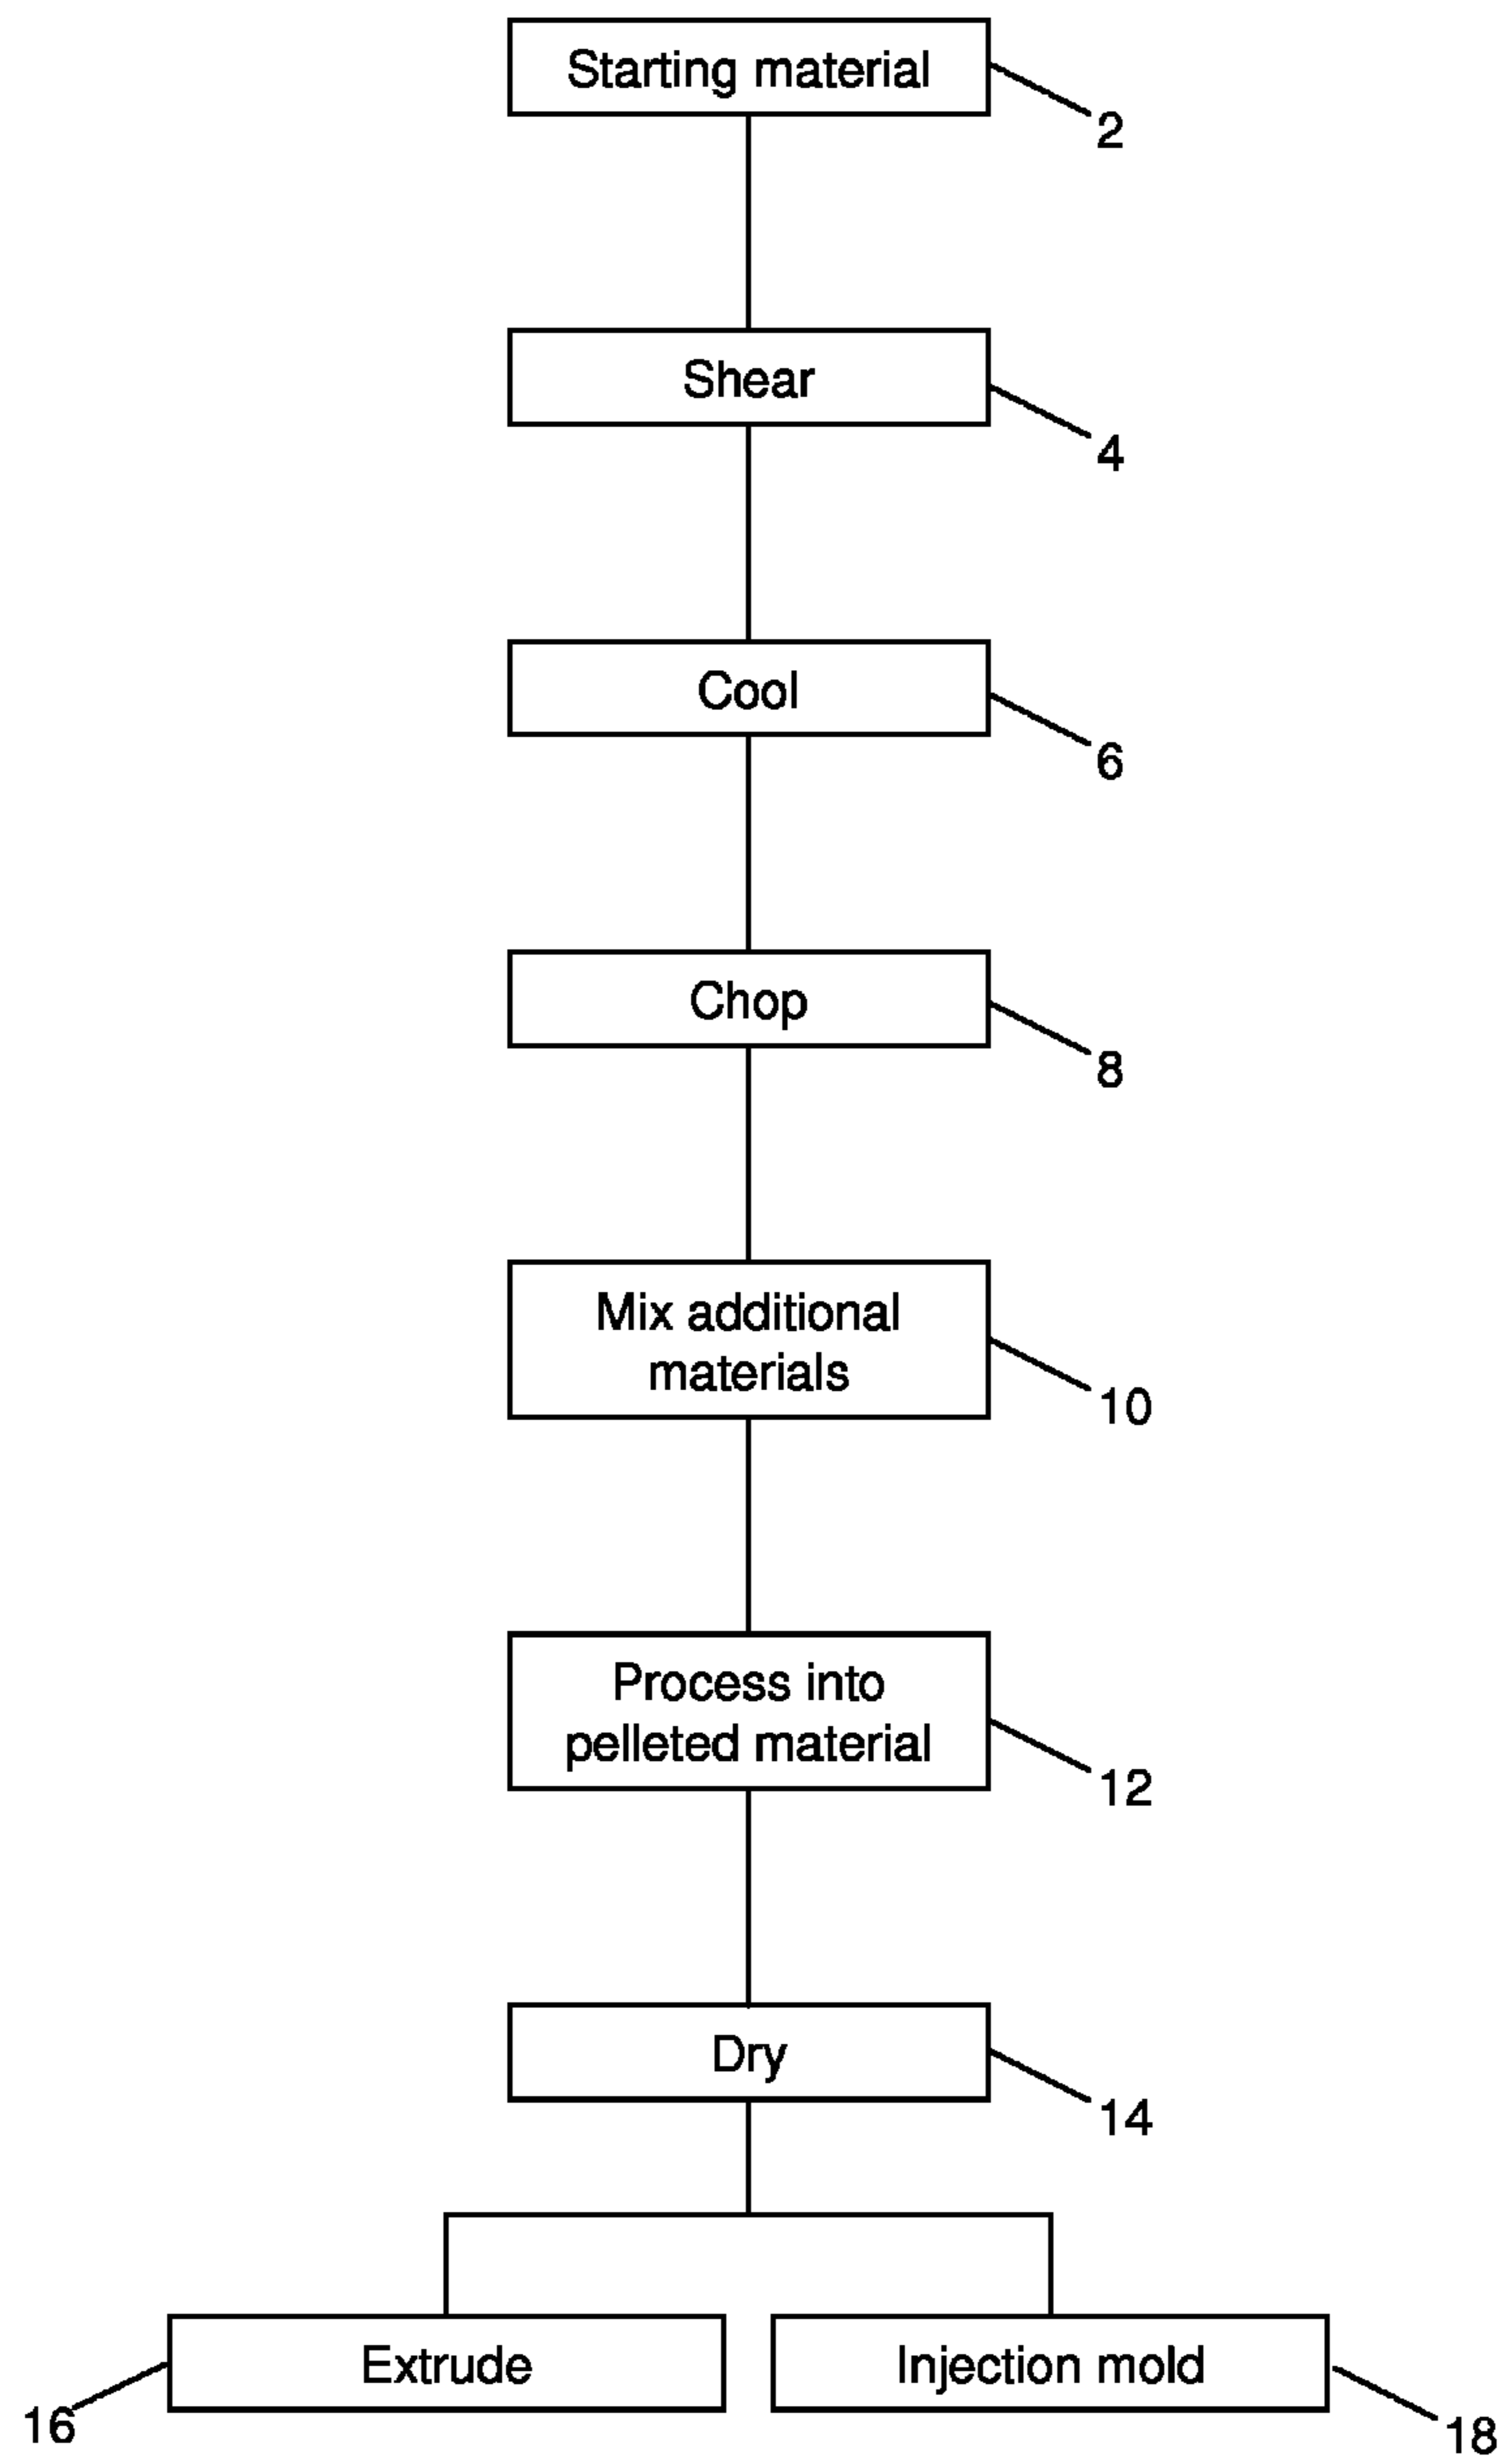 Starting material
2
Shear
4
Cool
6
Chop
8
Mix additional
materials
10
Process into
pelleted material
12
Dry
14
Extrude
16
Injection mold
18